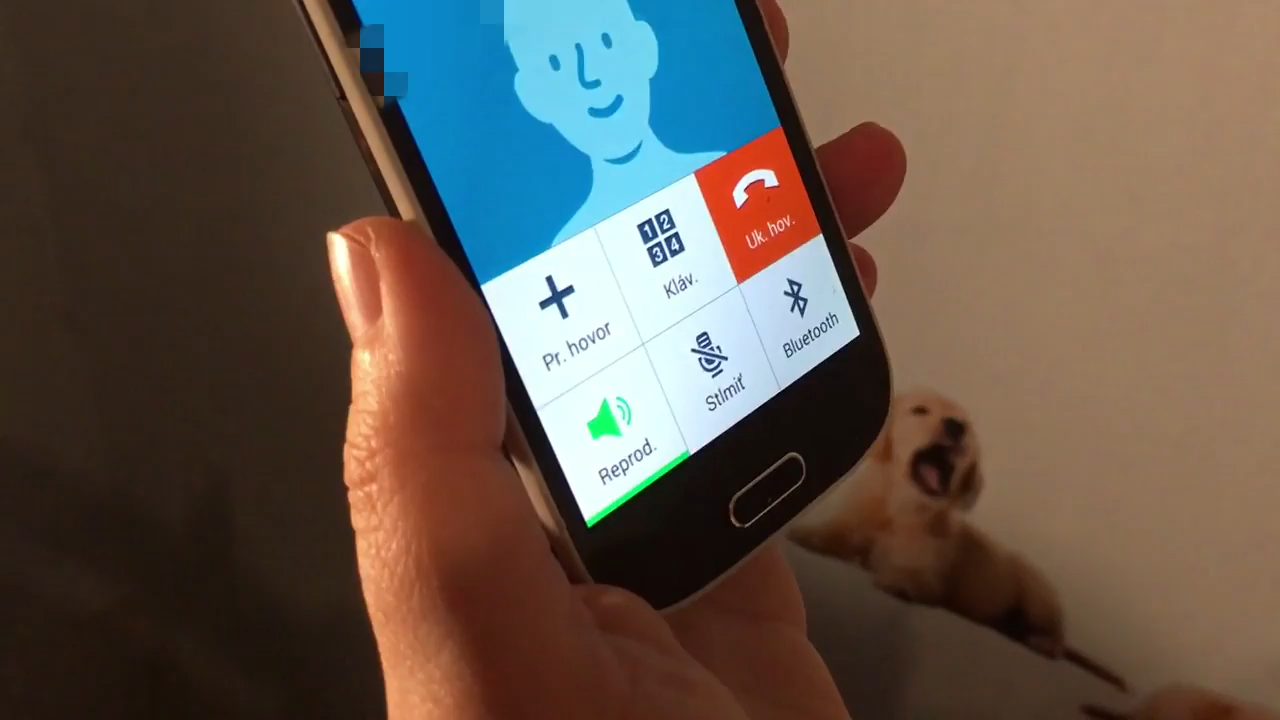 Pr. hovor
1 2
3 4
Kláv.
Uk. hov.
Reprod.
Stlmiť
Bluetooth